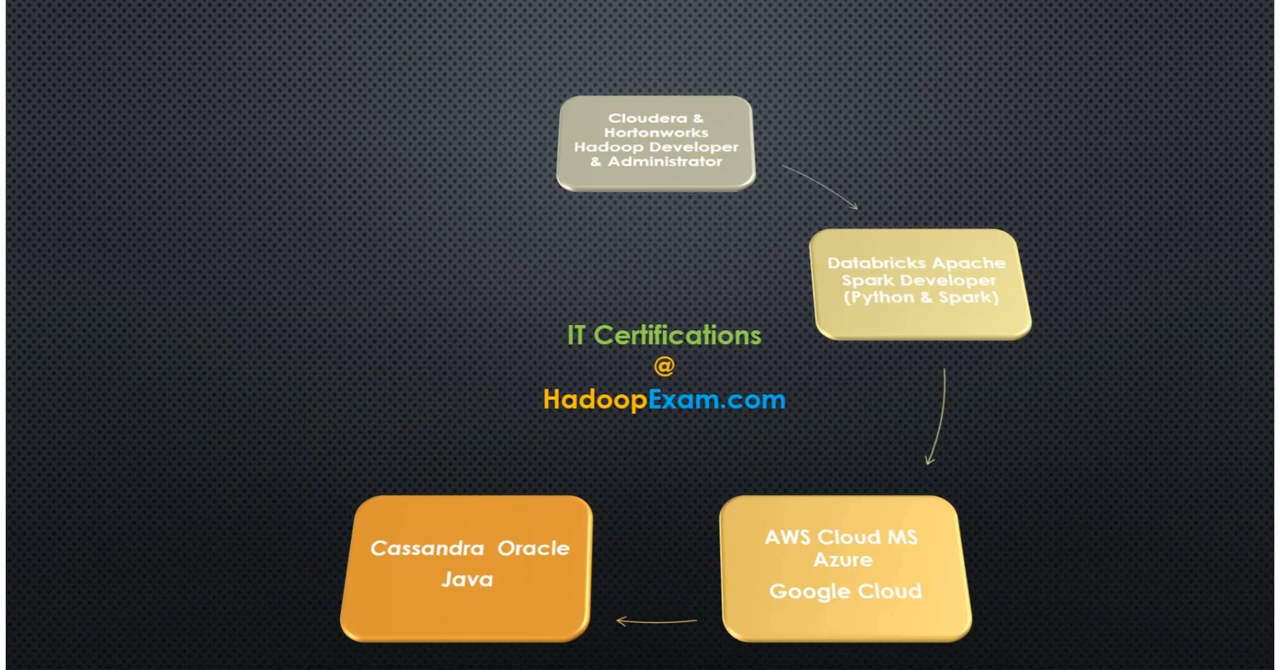 Cloudera &
Hortonworks
Hadoop Developer
& Administrator
Databricks Apache
Spark Developer
(Python & Spark)
IT Certifications
@
HadoopExam.com
AWS Cloud MS
Azure
Google Cloud
Cassandra Oracle
Java